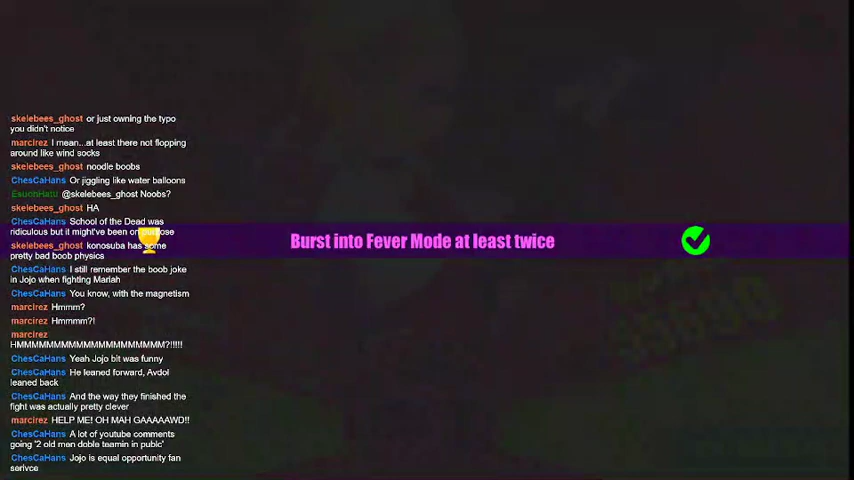 skelebees_ghost or just owning the typo
you didn't notice
marcirez I mean...at least there not flopping
around like wind socks
skelebees_ghost noodle boobs
ChesCaHans Or jiggling like water balloons
EsuchHatu @skelebees_ghost Noobs?
skelebees_ghost HA
ChesCaHans School of the Dead was
ridiculous but it might've been on purpose
skelebees_ghost konosuba has some
pretty bad boob physics
ChesCaHans I still remember the boob joke
in Jojo when fighting Mariah
ChesCaHans You know, with the magnetism
marcirez Hmmm?
marcirez Hmmmm?!
marcirez
HMMMMMMMMMMMMMMMMMMMM?!!!!!
ChesCaHans Yeah Jojo bit was funny
ChesCaHans He leaned forward, Avdol
leaned back
ChesCaHans And the way they finished the
fight was actually pretty clever
marcirez HELP ME! OH MAH GAAAAWD!!
ChesCaHans A lot of youtube comments
going '2 old men doble teamin in pubic'
ChesCaHans Jojo is equal opportunity fan
serivce
Burst into Fever Mode at least twice